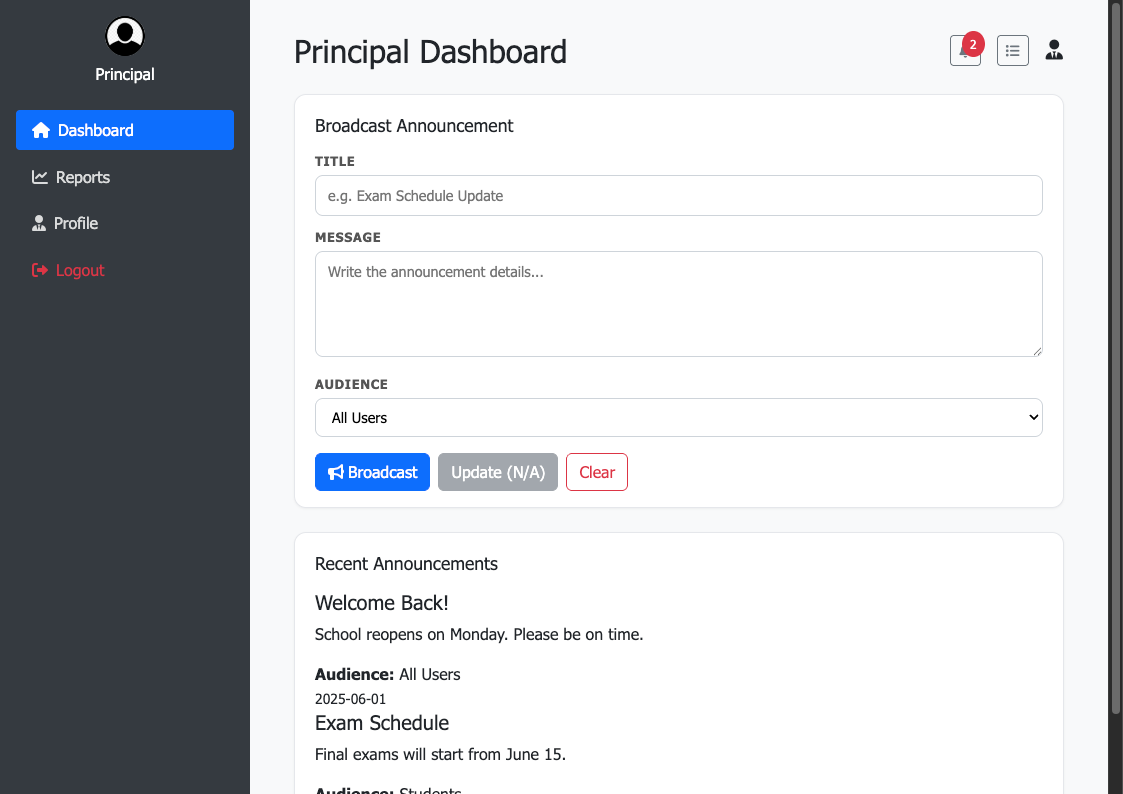 Principal
Dashboard
Reports
Profile
Logout
Principal Dashboard
2
Broadcast Announcement
TITLE
e.g. Exam Schedule Update
MESSAGE
Write the announcement details...
AUDIENCE
All Users
Broadcast
Update (N/A)
Clear
Recent Announcements
Welcome Back!
School reopens on Monday. Please be on time.
Audience: All Users
2025-06-01
Exam Schedule
Final exams will start from June 15.
Audience: Students